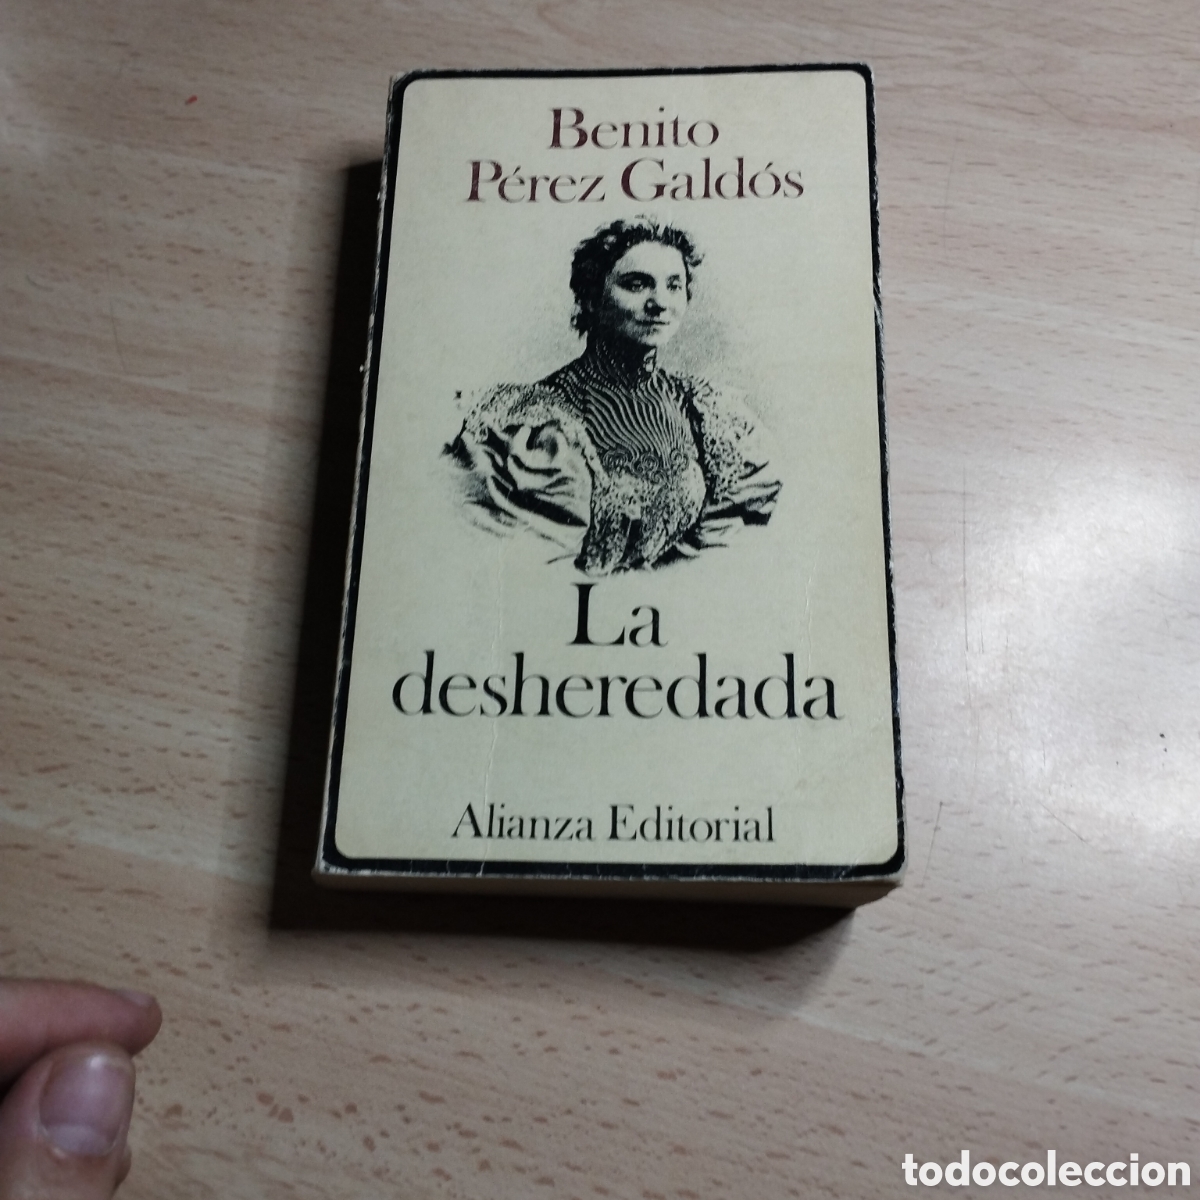 Benito
Pérez Galdós
La
desheredada
Alianza Editorial
todocoleccion